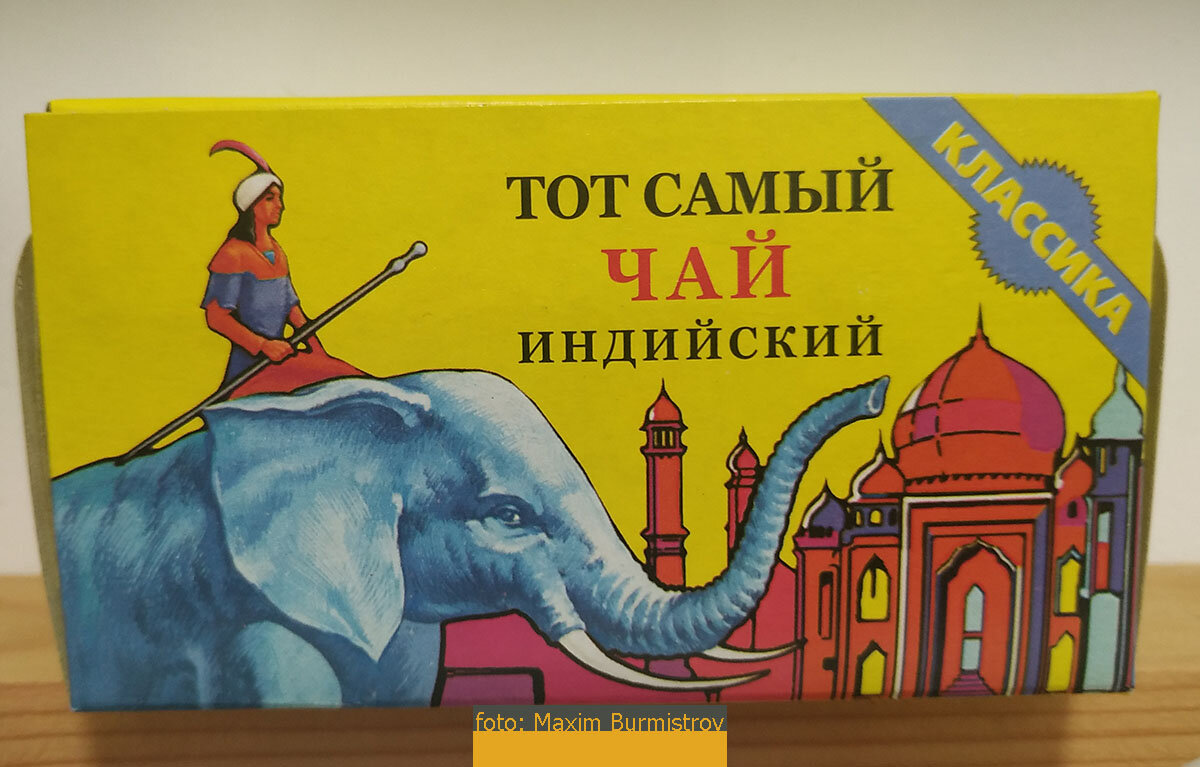 ТОТ САМЫЙ
ЧАЙ
ИНДИЙСКИЙ
КЛАССИКА
foto: Maxim Burmistrov